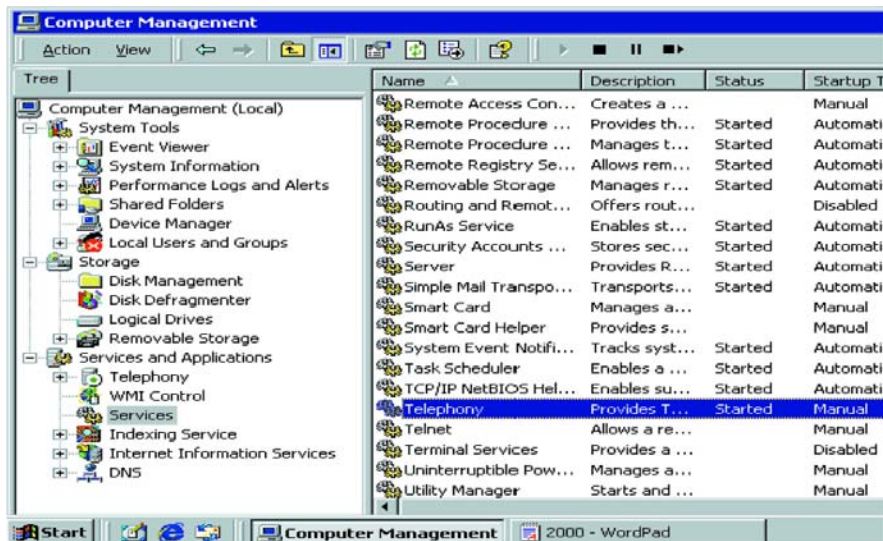 Computer Management
Action View
Tree
Computer Management (Local)
System Tools
Event Viewer
System Information
Performance Logs and Alerts
Shared Folders
Device Manager
Local Users and Groups
Storage
Disk Management
Disk Defragmenter
Logical Drives
Removable Storage
Services and Applications
Telephony
WMI Control
Services
Indexing Service
Internet Information Services
DNS
Name Description Status Startup T
Remote Access Con... Creates a ... Manual
Remote Procedure ... Provides th... Started Automati
Remote Procedure ... Manages t... Started Automati
Remote Registry Se... Allows rem... Started Automati
Removable Storage Manages r... Started Automati
Routing and Remot... Offers rout... Disabled
RunAs Service Enables st... Started Automati
Security Accounts ... Stores sec... Started Automati
Server Provides R... Started Automati
Simple Mail Transpo... Transports... Started Automati
Smart Card Manages a... Manual
Smart Card Helper Provides s... Manual
System Event Notifi... Tracks syst... Started Automati
Task Scheduler Enables a ... Started Automati
TCP/IP NetBIOS Hel... Enables su... Started Automati
Telephony Provides T... Started Manual
Telnet Allows a re... Manual
Terminal Services Provides a ... Disabled
Uninterruptible Pow... Manages a... Manual
Utility Manager Starts and ... Manual
Start Computer Management 2000 - WordPad